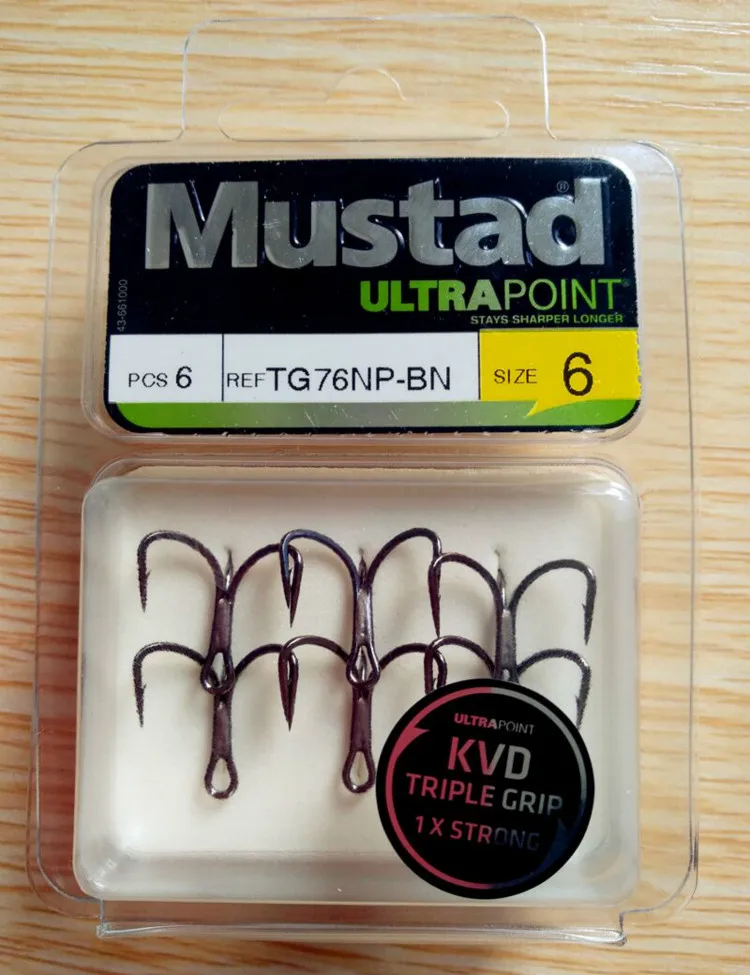 Mustad®
ULTRAPOINT®
STAYS SHARPER LONGER
43-661000
PCS 6
REF TG76NP-BN
SIZE 6
ULTRAPOINT
KVD
TRIPLE GRIP
1 X STRONG